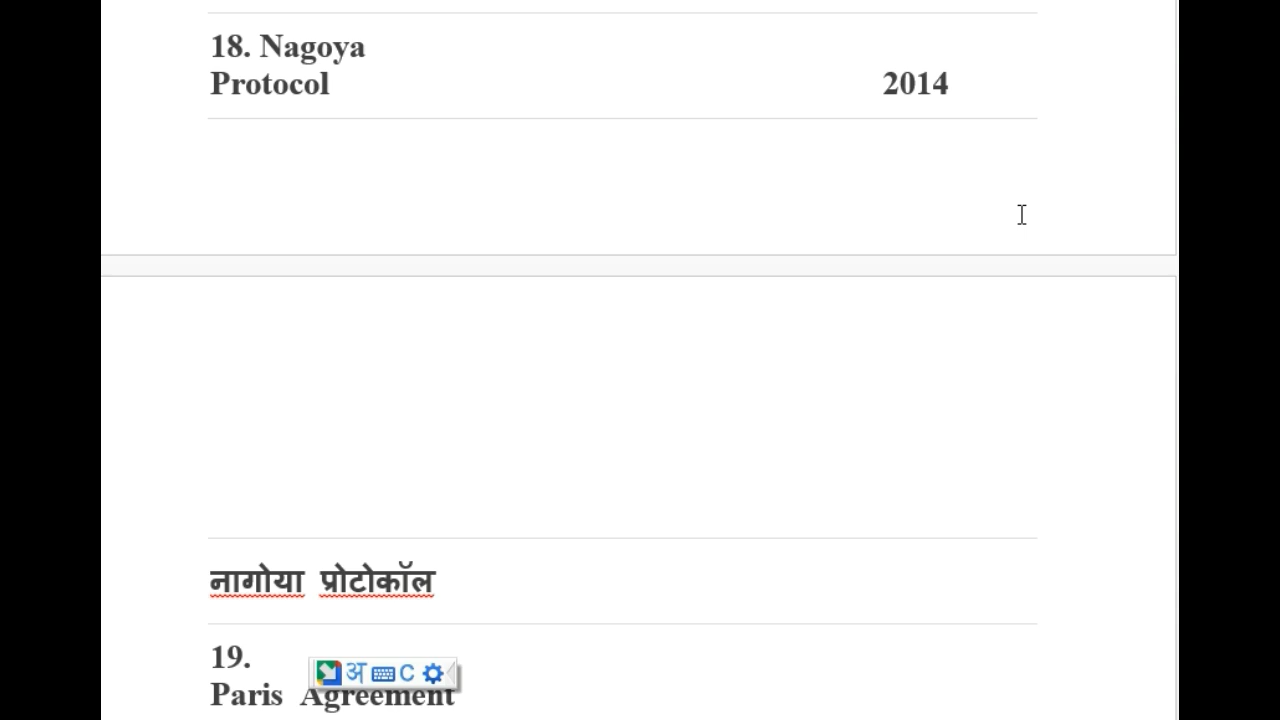 18. Nagoya
Protocol 2014
नागोया प्रोटोकॉल
19.
अ C
Paris Agreement